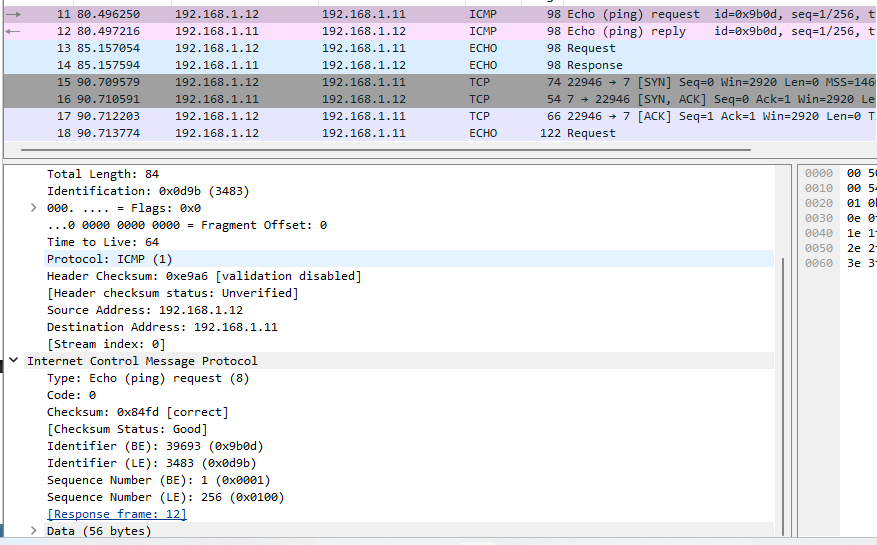 11 80.496250 192.168.1.12 192.168.1.11 ICMP 98 Echo (ping) request id=0x9b0d, seq=1/256, t
12 80.497216 192.168.1.11 192.168.1.12 ICMP 98 Echo (ping) reply id=0x9b0d, seq=1/256, t
13 85.157054 192.168.1.12 192.168.1.11 ECHO 98 Request
14 85.157594 192.168.1.11 192.168.1.12 ECHO 98 Response
15 90.709579 192.168.1.12 192.168.1.11 TCP 74 22946 → 7 [SYN] Seq=0 Win=2920 Len=0 MSS=146
16 90.710591 192.168.1.11 192.168.1.12 TCP 54 7 → 22946 [SYN, ACK] Seq=0 Ack=1 Win=2920 Le
17 90.712203 192.168.1.12 192.168.1.11 TCP 66 22946 → 7 [ACK] Seq=1 Ack=1 Win=2920 Len=0 T
18 90.713774 192.168.1.12 192.168.1.11 ECHO 122 Request
Total Length: 84
Identification: 0x0d9b (3483)
000. .... = Flags: 0x0
...0 0000 0000 0000 = Fragment Offset: 0
Time to Live: 64
Protocol: ICMP (1)
Header Checksum: 0xe9a6 [validation disabled]
[Header checksum status: Unverified]
Source Address: 192.168.1.12
Destination Address: 192.168.1.11
[Stream index: 0]
Internet Control Message Protocol
Type: Echo (ping) request (8)
Code: 0
Checksum: 0x84fd [correct]
[Checksum Status: Good]
Identifier (BE): 39693 (0x9b0d)
Identifier (LE): 3483 (0x0d9b)
Sequence Number (BE): 1 (0x0001)
Sequence Number (LE): 256 (0x0100)
[Response frame: 12]
Data (56 bytes)
0000 00 50
0010 00 54
0020 01 0
0030 0e 0
0040 1e 1
0050 2e 2
0060 3e 3